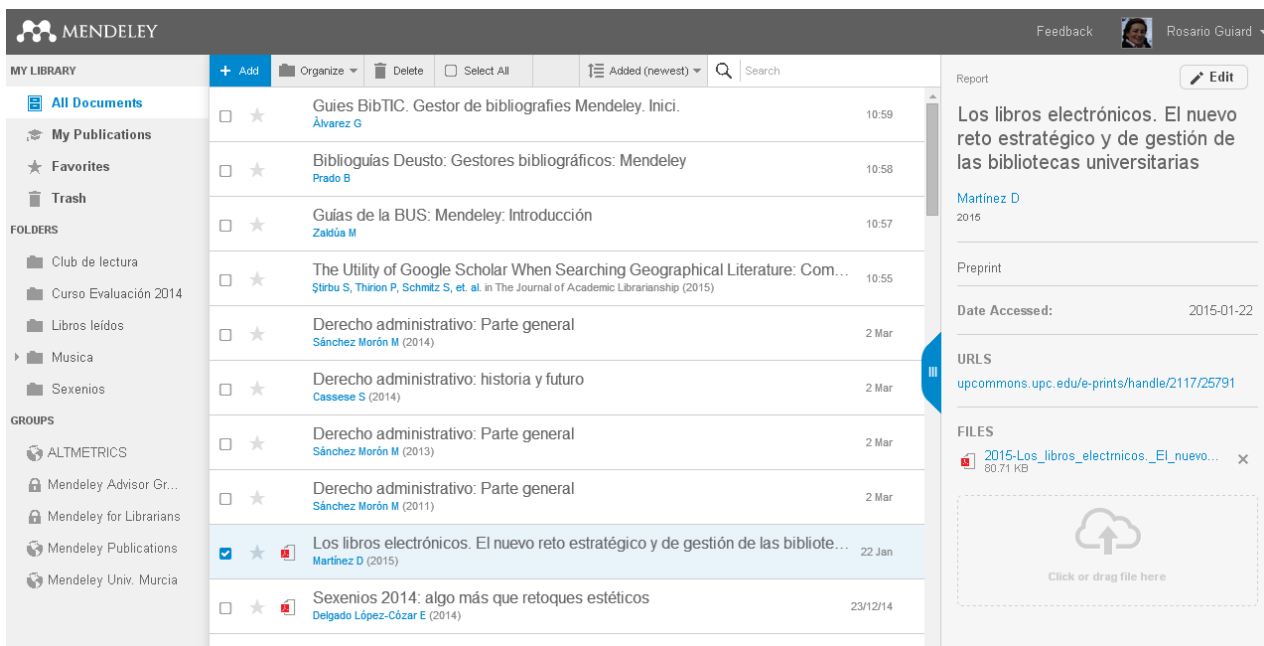 MENDELEY
Feedback
Rosario Guiard
MY LIBRARY
All Documents
My Publications
Favorites
Trash
FOLDERS
Club de lectura
Curso Evaluación 2014
Libros leídos
Musica
Sexenios
GROUPS
ALTMETRICS
Mendeley Advisor Gr...
Mendeley for Librarians
Mendeley Publications
Mendeley Univ. Murcia
+ Add
Organize
Delete
Select All
Added (newest)
Search
Guies BibTIC. Gestor de bibliografies Mendeley. Inici.
Àlvarez G
10:59
Biblioguías Deusto: Gestores bibliográficos: Mendeley
Prado B
10:58
Guías de la BUS: Mendeley: Introducción
Zaldúa M
10:57
The Utility of Google Scholar When Searching Geographical Literature: Com...
Ştirbu S, Thirion P, Schmitz S, et. al. in The Journal of Academic Librarianship (2015)
10:55
Derecho administrativo: Parte general
Sánchez Morón M (2014)
2 Mar
Derecho administrativo: historia y futuro
Cassese S (2014)
2 Mar
Derecho administrativo: Parte general
Sánchez Morón M (2013)
2 Mar
Derecho administrativo: Parte general
Sánchez Morón M (2011)
2 Mar
Los libros electrónicos. El nuevo reto estratégico y de gestión de las bibliote...
Martínez D (2015)
22 Jan
Sexenios 2014: algo más que retoques estéticos
Delgado López-Cózar E (2014)
23/12/14
Report
Edit
Los libros electrónicos. El nuevo
reto estratégico y de gestión de
las bibliotecas universitarias
Martínez D
2015
Preprint
Date Accessed: 2015-01-22
URLS
upcommons.upc.edu/e-prints/handle/2117/25791
FILES
2015-Los_libros_electrnicos._El_nuevo...
80.71 KB
Click or drag file here